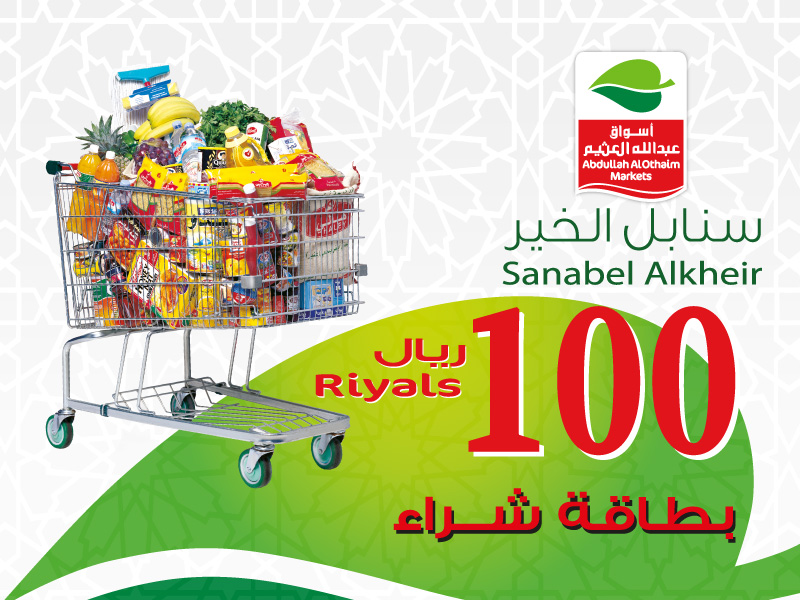 أسواق
عبدالله العثيم
Abdullah AlOthaim
Markets
سنابل الخير
Sanabel Alkheir
ريال
Riyals
100
بطاقة شراء